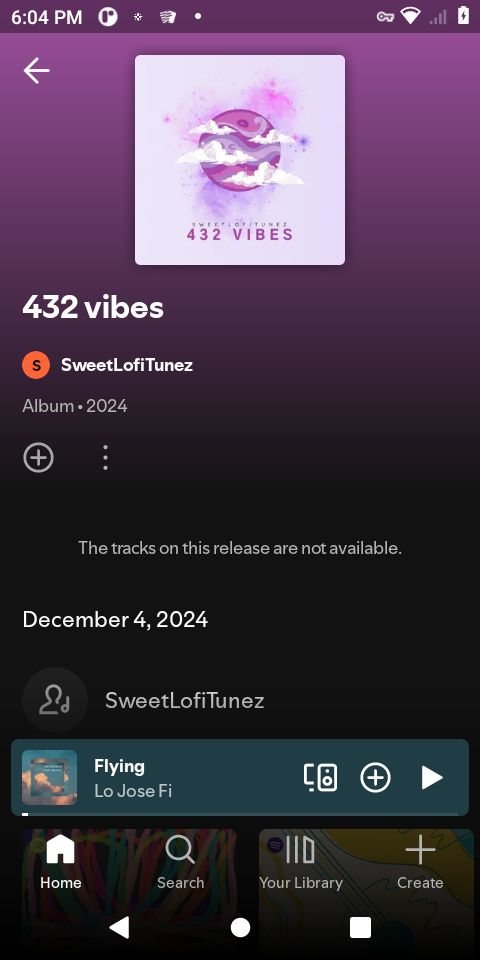 6:04 PM
SWEETLOFITUNEZ
432 VIBES
432 vibes
S
SweetLofiTunez
Album • 2024
The tracks on this release are not available.
December 4, 2024
SweetLofiTunez
Flying
Lo Jose Fi
Home
Search
Your Library
Create